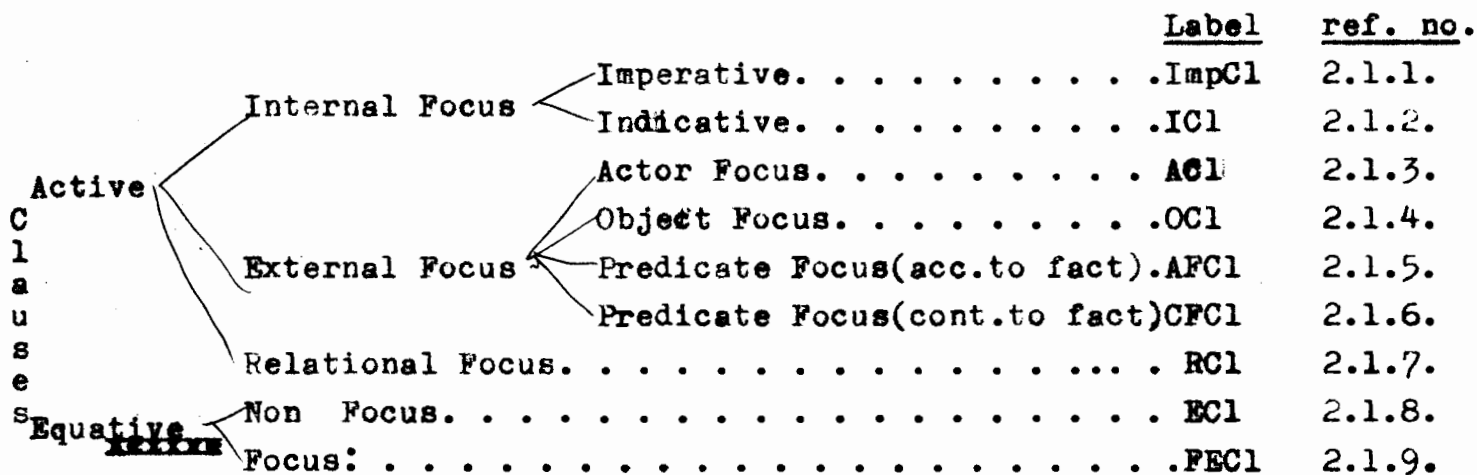 Label ref. no.
Imperative. . . . . . . . . . .ImpCl 2.1.1.
Internal Focus
Indicative. . . . . . . . . . .ICl 2.1.2.
Actor Focus. . . . . . . . . . ACl 2.1.3.
Active
Object Focus. . . . . . . . . .OCl 2.1.4.
External Focus Predicate Focus(acc.to fact).AFCl 2.1.5.
Predicate Focus(cont.to fact)CFCl 2.1.6.
Clauses
Relational Focus. . . . . . . . . . . . . ... . RCl 2.1.7.
Non Focus. . . . . . . . . . . . . . . . . . ECl 2.1.8.
Equative
Focus: . . . . . . . . . . . . . . . . . . .FECl 2.1.9.